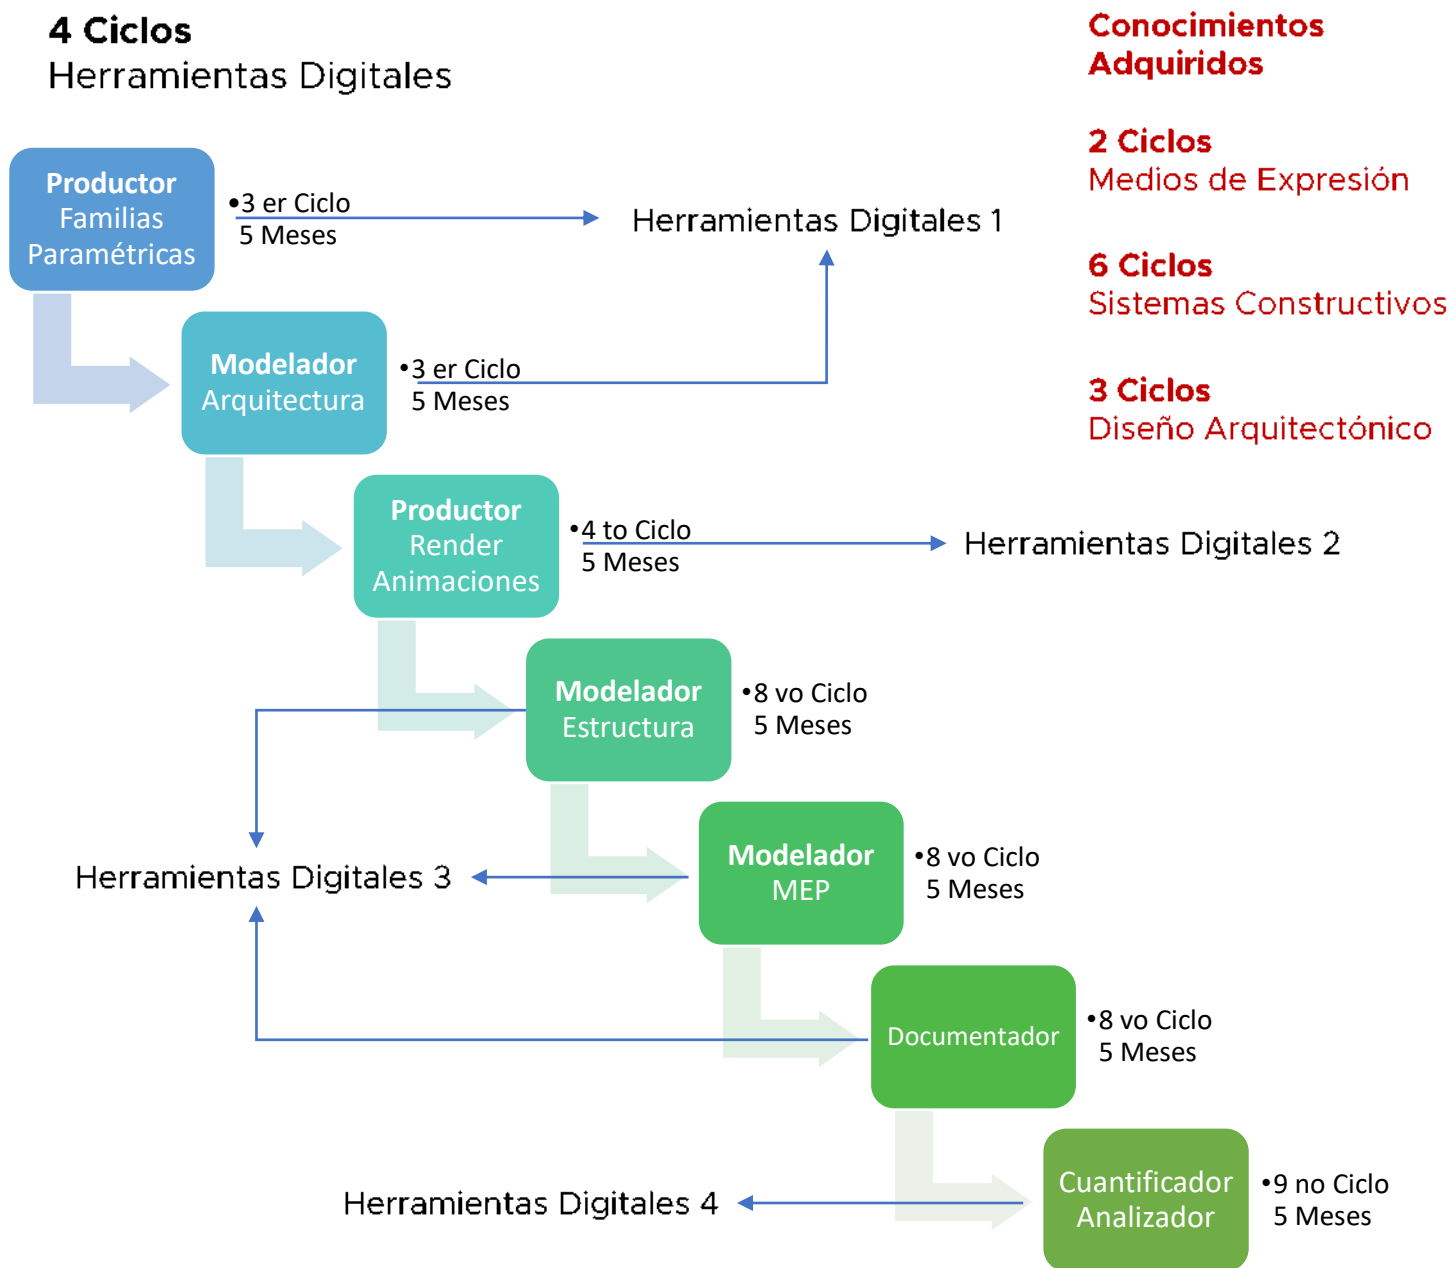 4 Ciclos
Herramientas Digitales
Conocimientos
Adquiridos
2 Ciclos
Medios de Expresión
6 Ciclos
Sistemas Constructivos
3 Ciclos
Diseño Arquitectónico
Productor
Familias
Paramétricas
•3 er Ciclo
5 Meses
Herramientas Digitales 1
Modelador
Arquitectura
•3 er Ciclo
5 Meses
Productor
Render
Animaciones
•4 to Ciclo
5 Meses
Herramientas Digitales 2
Modelador
Estructura
•8 vo Ciclo
5 Meses
Herramientas Digitales 3
Modelador
MEP
•8 vo Ciclo
5 Meses
Documentador
•8 vo Ciclo
5 Meses
Herramientas Digitales 4
Cuantificador
Analizador
•9 no Ciclo
5 Meses